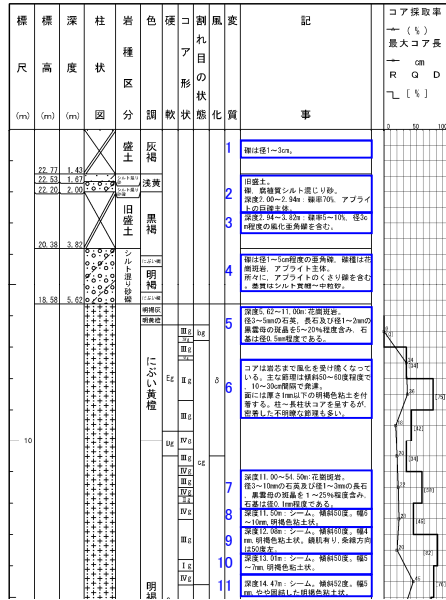 標尺 (m)
標高 (m)
深度 (m)
柱状図
岩種区分
色調
硬軟
コア形状
割れ目の状態
風化
変質
記事
コア採取率
(%)
最大コア長
cm
R Q D
[%]
0 50 100
22.77 1.43
22.53 1.67
22.20 2.00
20.38 3.82
18.58 5.62
10
盛土
旧盛土
シルト混り砂礫
灰褐
浅黄
黒褐
明褐
明褐灰
明黄橙
にぶい黄橙
明褐
Eg
Ug
Ⅲg
Ⅱg
Ⅳg
Ⅰg
bg
cg
δ
1
礫は径1~3cm。
2
旧盛土。
礫、腐植質シルト混じり砂。
深度2.00~2.94m:礫率70%、アプライトの巨礫主体。
3
深度2.94~3.82m:礫率5~10%、径3cm程度の風化亜角礫を含む。
4
礫は径1~5cm程度の亜角礫、礫種は花崗斑岩、アプライト主体。
所々に、アプライトのくさり礫を含む。基質はシルト質細~中粒砂。
5
深度5.62~11.00m:花崗斑岩。
径3~5mmの石英、長石及び径1~2mmの黒雲母の斑晶を5~20%程度含み、石基は径0.5mm程度である。
6
コアは岩芯まで風化を受け脆くなっている。主な節理は傾斜50~60度程度で、10~30cm間隔で発達。
面には厚さ1mm以下の明褐色粘土を付着する。柱~長柱状コアを呈するが、密着した不明瞭な節理も多い。
7
深度11.00~54.50m:花崗斑岩。
径3~10mmの石英及び径1~3mmの長石、黒雲母の斑晶を1~25%程度含み、石基は径0.1mm程度である。
8
深度11.50m:シーム。傾斜50度、幅5~10mm、明褐色粘土状。
9
深度12.08m:シーム。傾斜60度、幅4mm、明褐色粘土状、鏡肌有り、条線方向は50度左。
10
深度13.01m:シーム。傾斜50度、幅5~7mm、明褐色粘土状。
11
深度14.47m:シーム。傾斜52度、幅5mm、やや固結した明褐色粘土状。